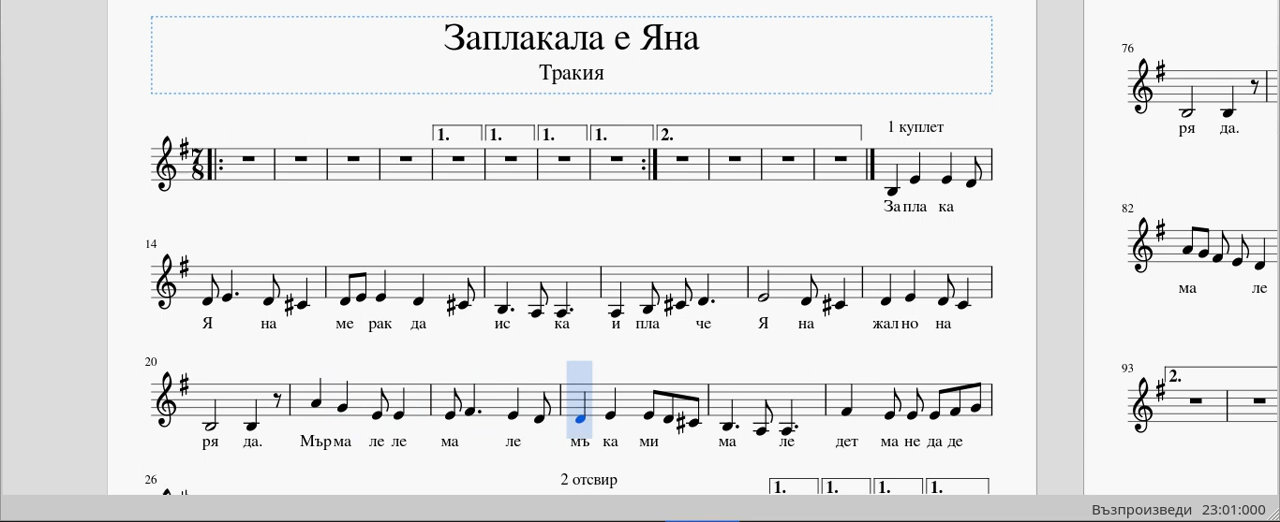 Заплакала е Яна
Тракия
1. 1. 1. 1. 2. 1 куплет
7 8
За пла ка
14
Я на ме рак да ис ка и пла че Я на жал но на
20
ря да. Мър ма ле ле ма ле мъ ка ми ма ле дет ма не да де
26 2 отсвир 1. 1. 1. 1.
76
ря да.
82
ма ле
93
2.
Възпроизведи 23:01:000